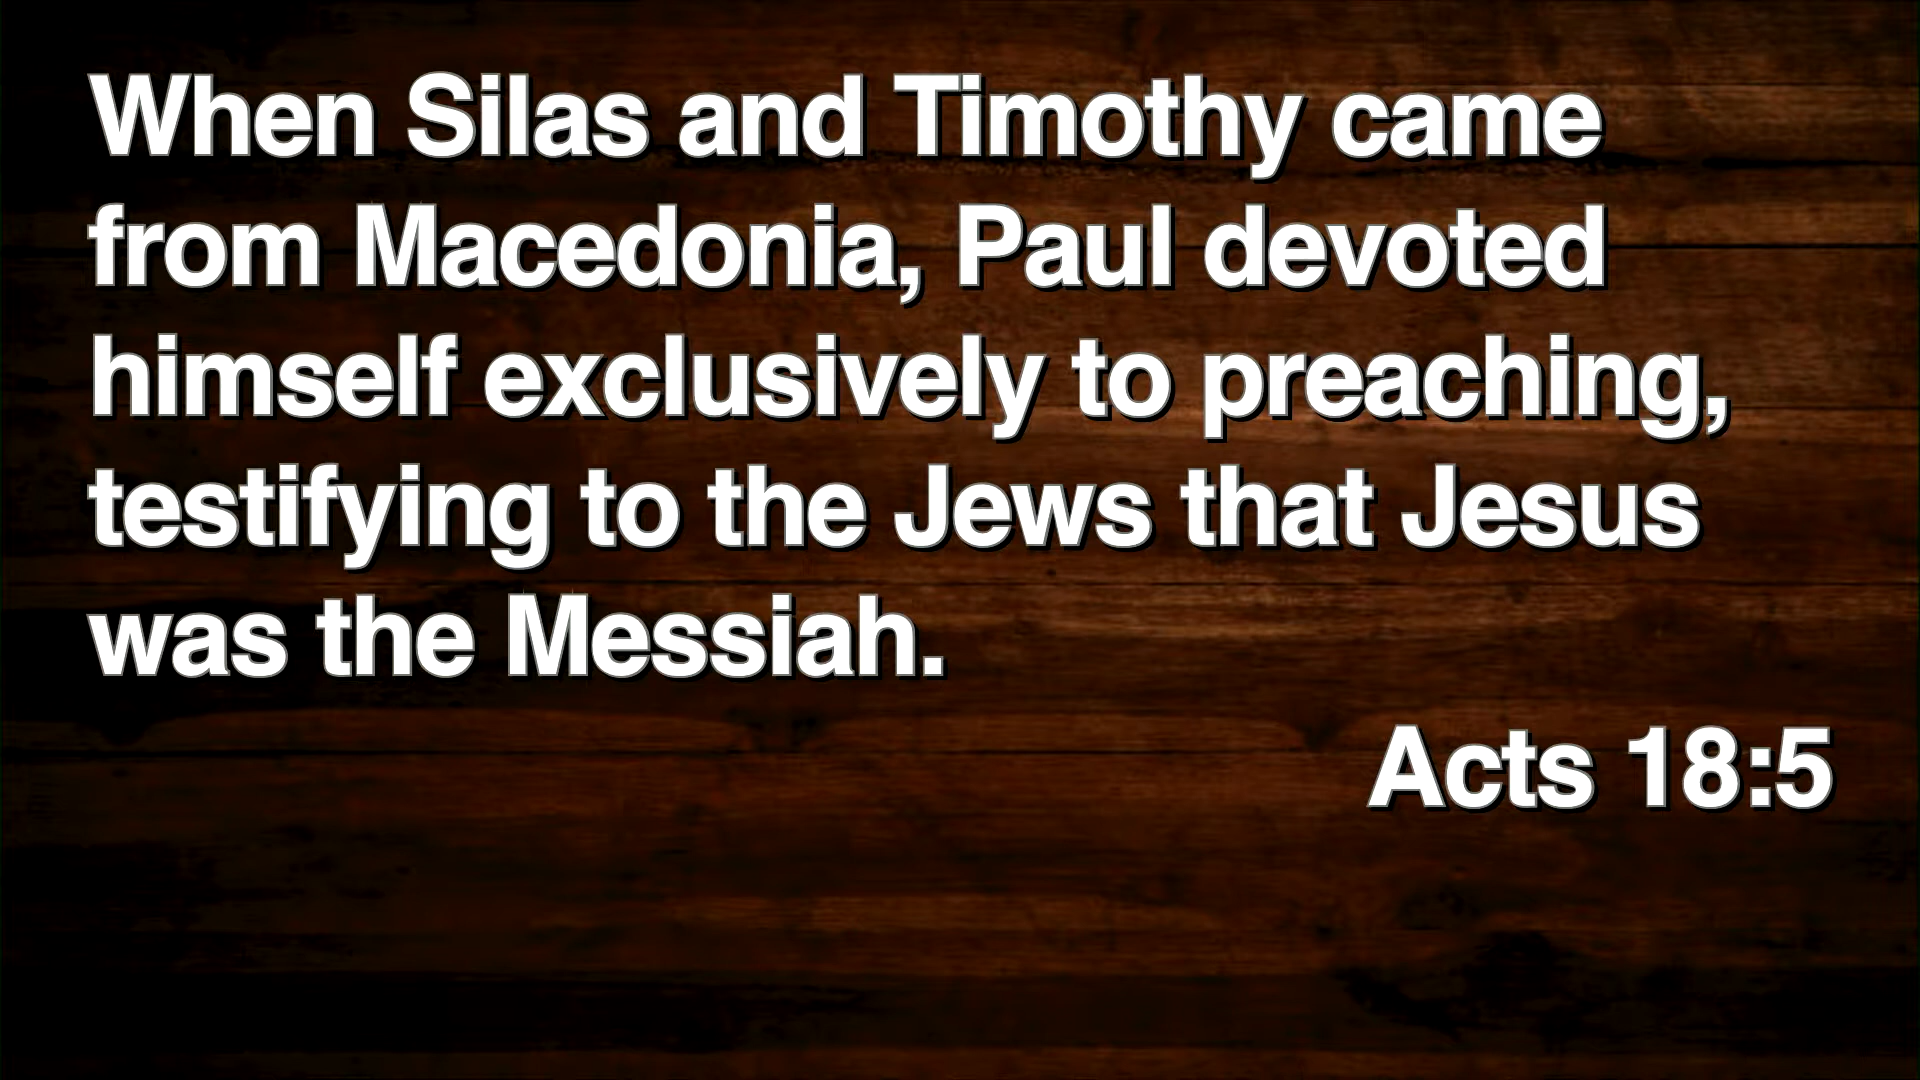 When Silas and Timothy came
from Macedonia, Paul devoted
himself exclusively to preaching,
testifying to the Jews that Jesus
was the Messiah.
Acts 18:5